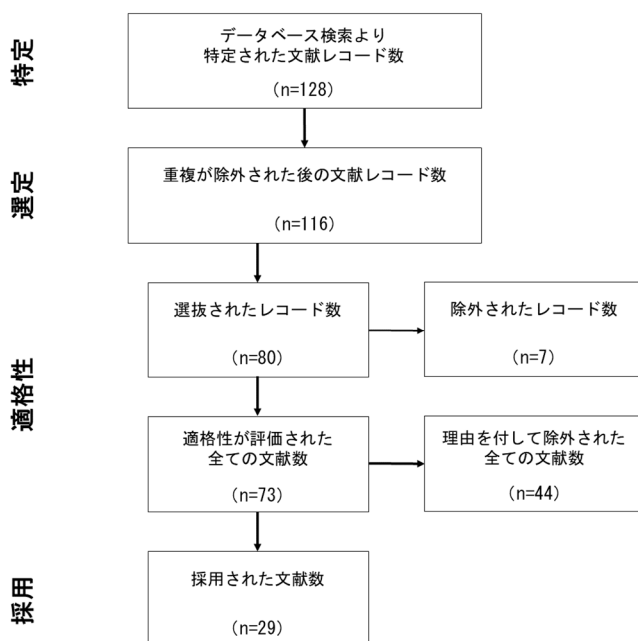 特定
データベース検索より
特定された文献レコード数
（n=128）
選定
重複が除外された後の文献レコード数
（n=116）
適格性
選抜されたレコード数
（n=80）
除外されたレコード数
（n=7）
適格性が評価された
全ての文献数
（n=73）
理由を付して除外された
全ての文献数
（n=44）
採用
採用された文献数
（n=29）